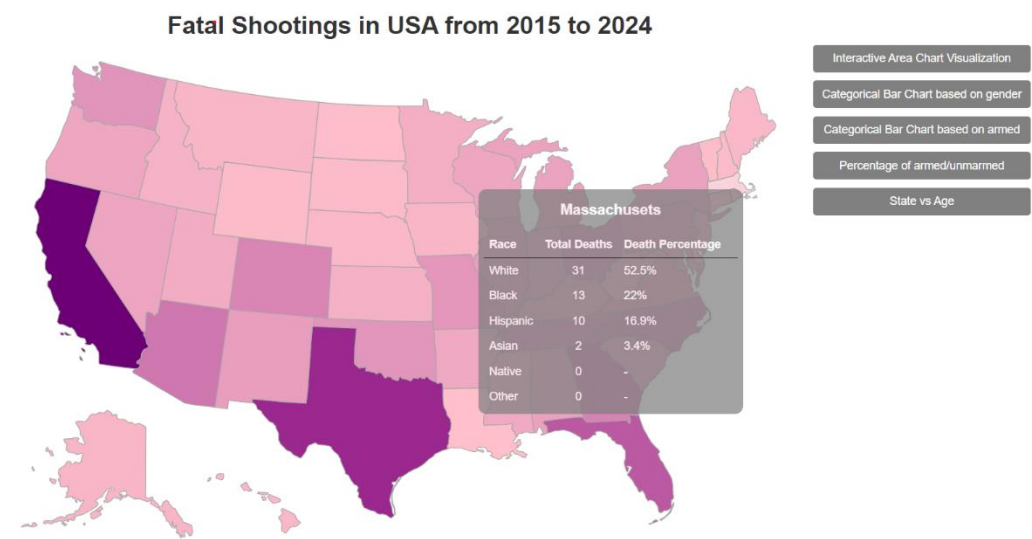 Fatal Shootings in USA from 2015 to 2024
Interactive Area Chart Visualization
Categorical Bar Chart based on gender
Categorical Bar Chart based on armed
Percentage of armed/unmarmed
State vs Age
Massachusets
Race Total Deaths Death Percentage
White 31 52.5%
Black 13 22%
Hispanic 10 16.9%
Asian 2 3.4%
Native 0 -
Other 0 -